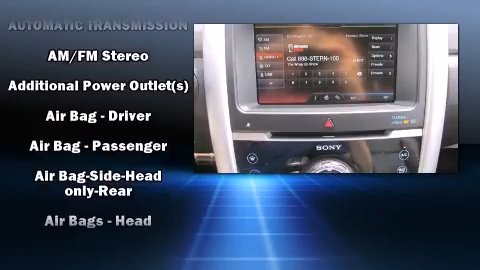 AUTOMATIC TRANSMISSION
AM/FM Stereo
Additional Power Outlet(s)
Air Bag - Driver
Air Bag - Passenger
Air Bag-Side-Head
only-Rear
Air Bags - Head
Call 888-STERN-100
SONY